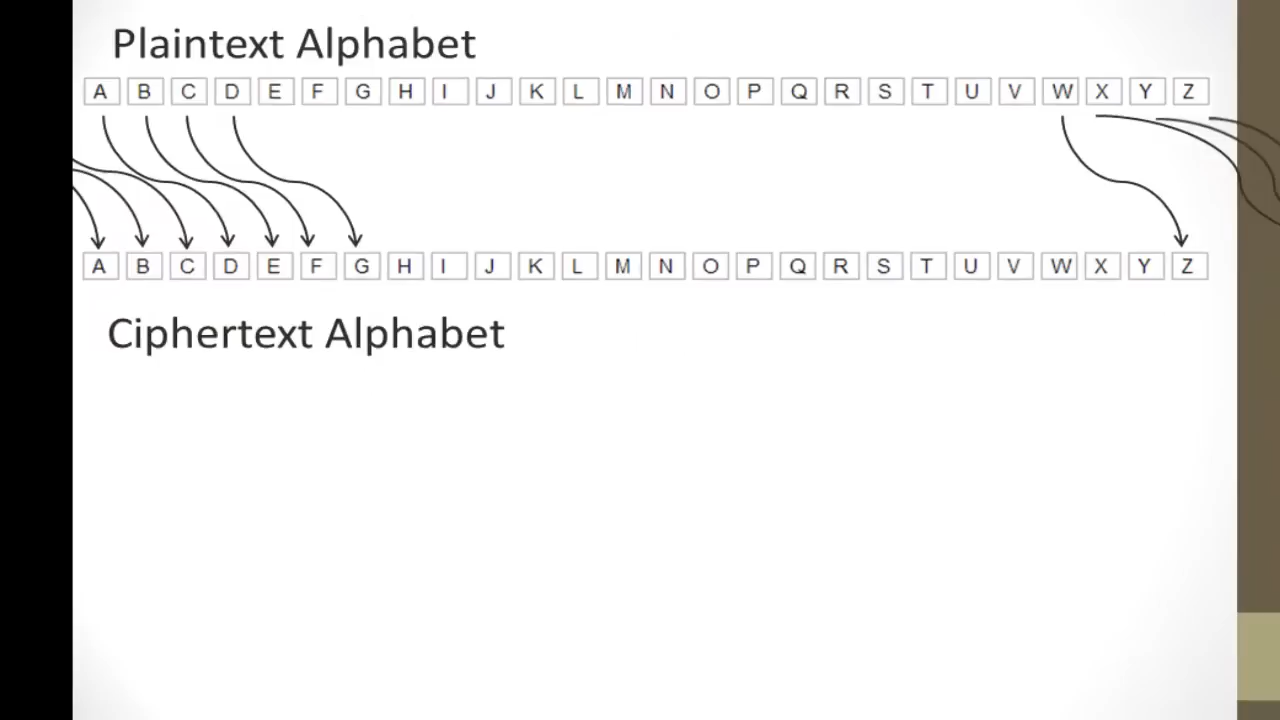 Plaintext Alphabet
A B C D E F G H I J K L M N O P Q R S T U V W X Y Z
A B C D E F G H I J K L M N O P Q R S T U V W X Y Z
Ciphertext Alphabet